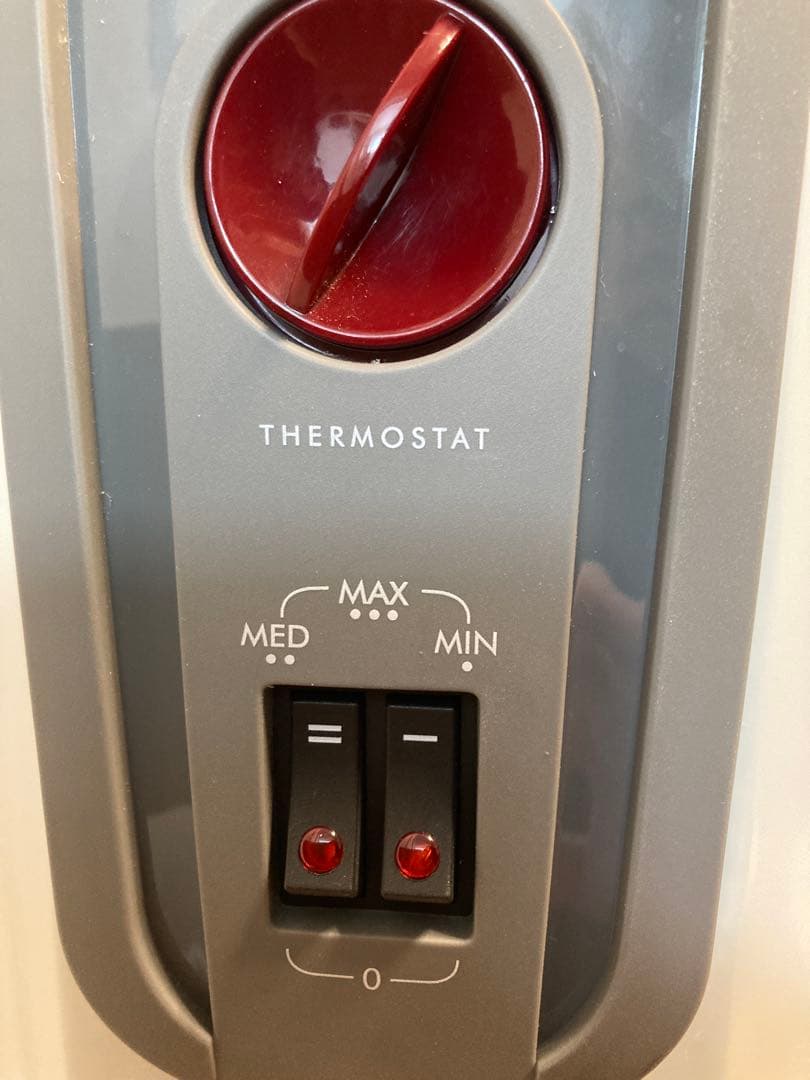 THERMOSTAT
MAX
MED MIN
= –
0